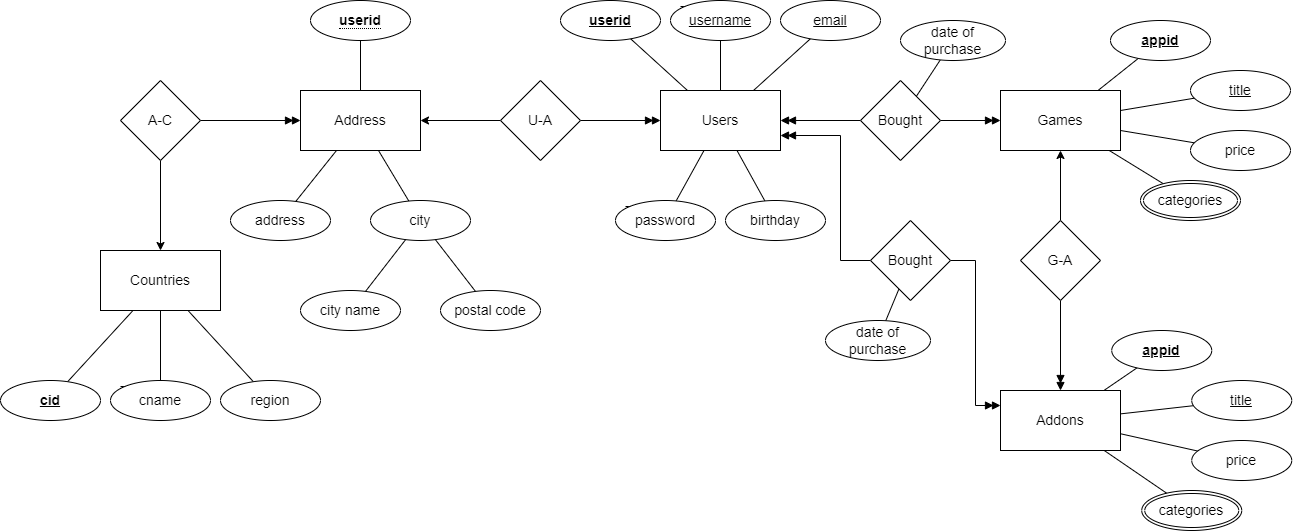 userid
userid
username
email
date of
purchase
appid
title
A-C
Address
U-A
Users
Bought
Games
price
categories
address
city
password
birthday
Countries
city name
postal code
Bought
G-A
date of
purchase
appid
title
cid
cname
region
Addons
price
categories